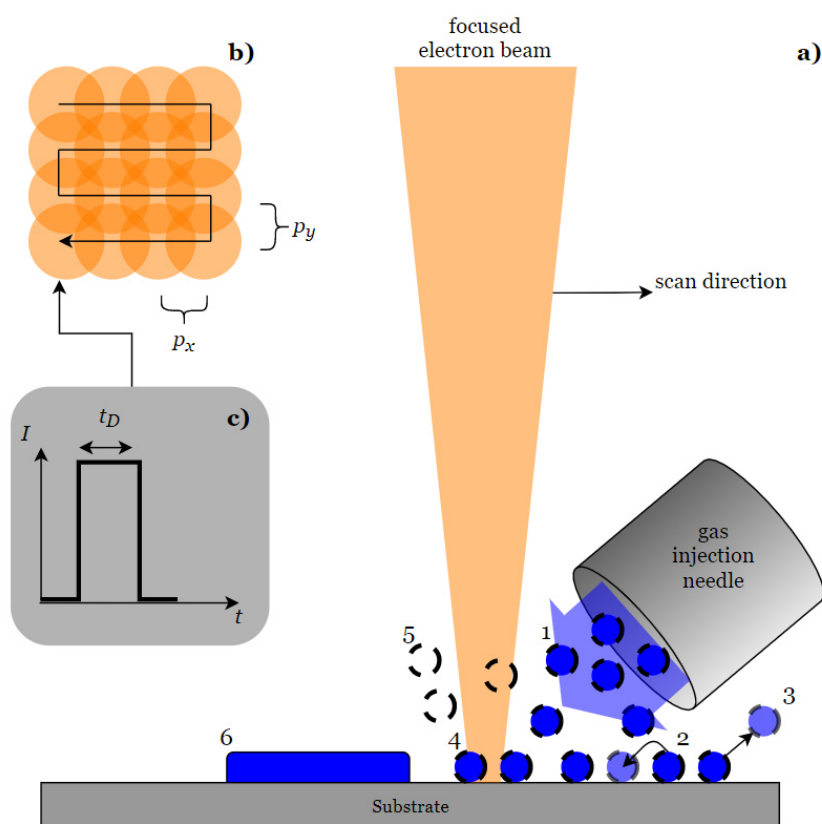 focused
electron beam
a)
b)
p_y
scan direction
p_x
c)
t_D
I
t
gas
injection
needle
5
1
3
6
4
2
Substrate